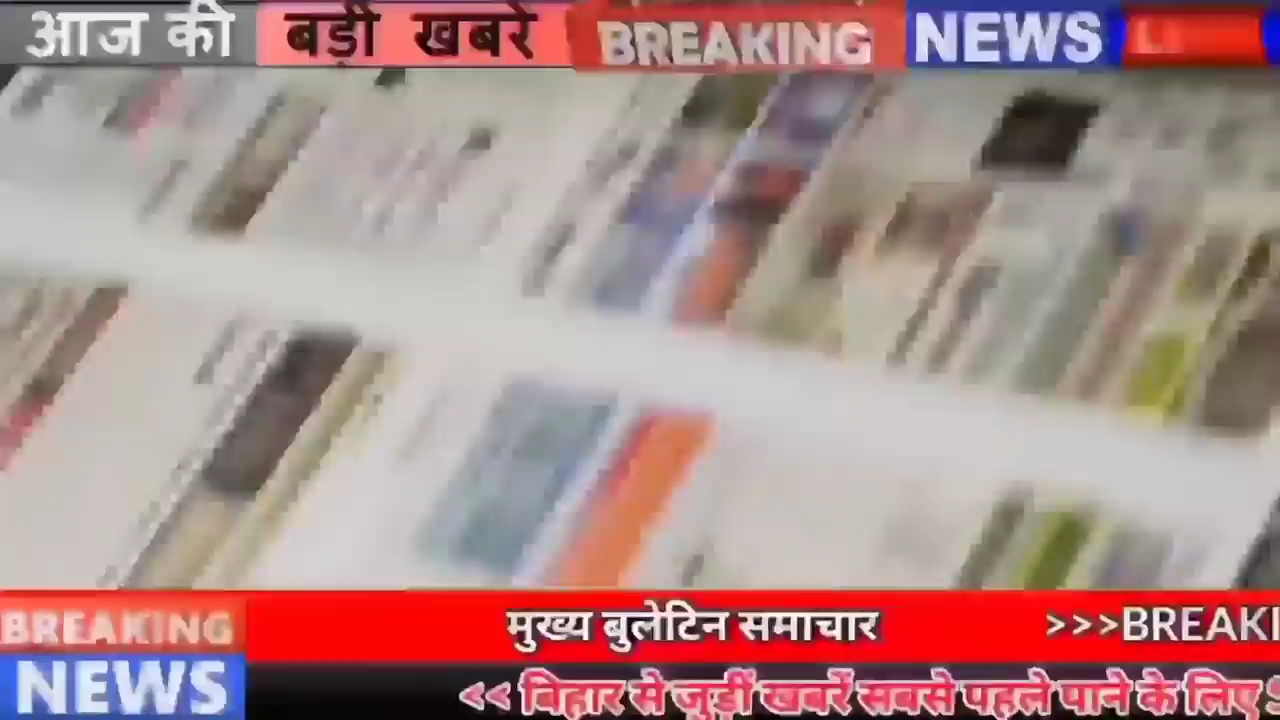 आज की बड़ी खबरें BREAKING NEWS
BREAKING मुख्य बुलेटिन समाचार >>>BREAKI
NEWS << बिहार से जुड़ीं खबरें सबसे पहले पाने के लिए